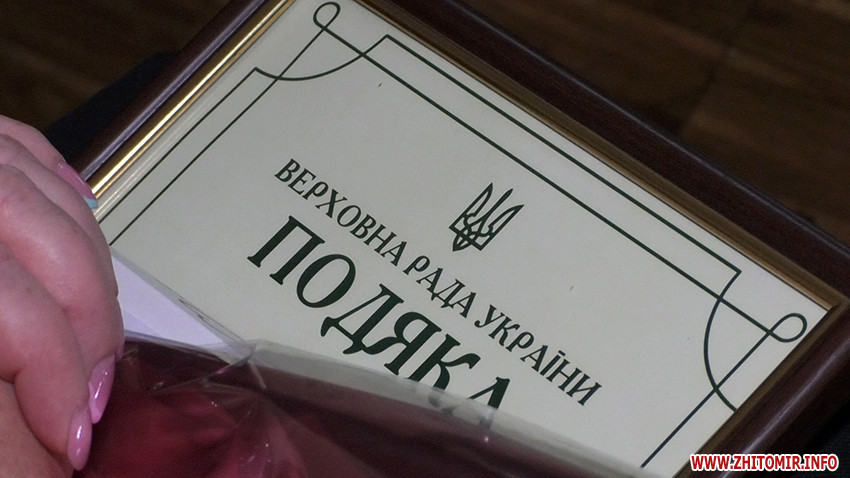 ВЕРХОВНА РАДА УКРАЇНИ
ПОДЯКА
WWW.ZHITOMIR.INFO